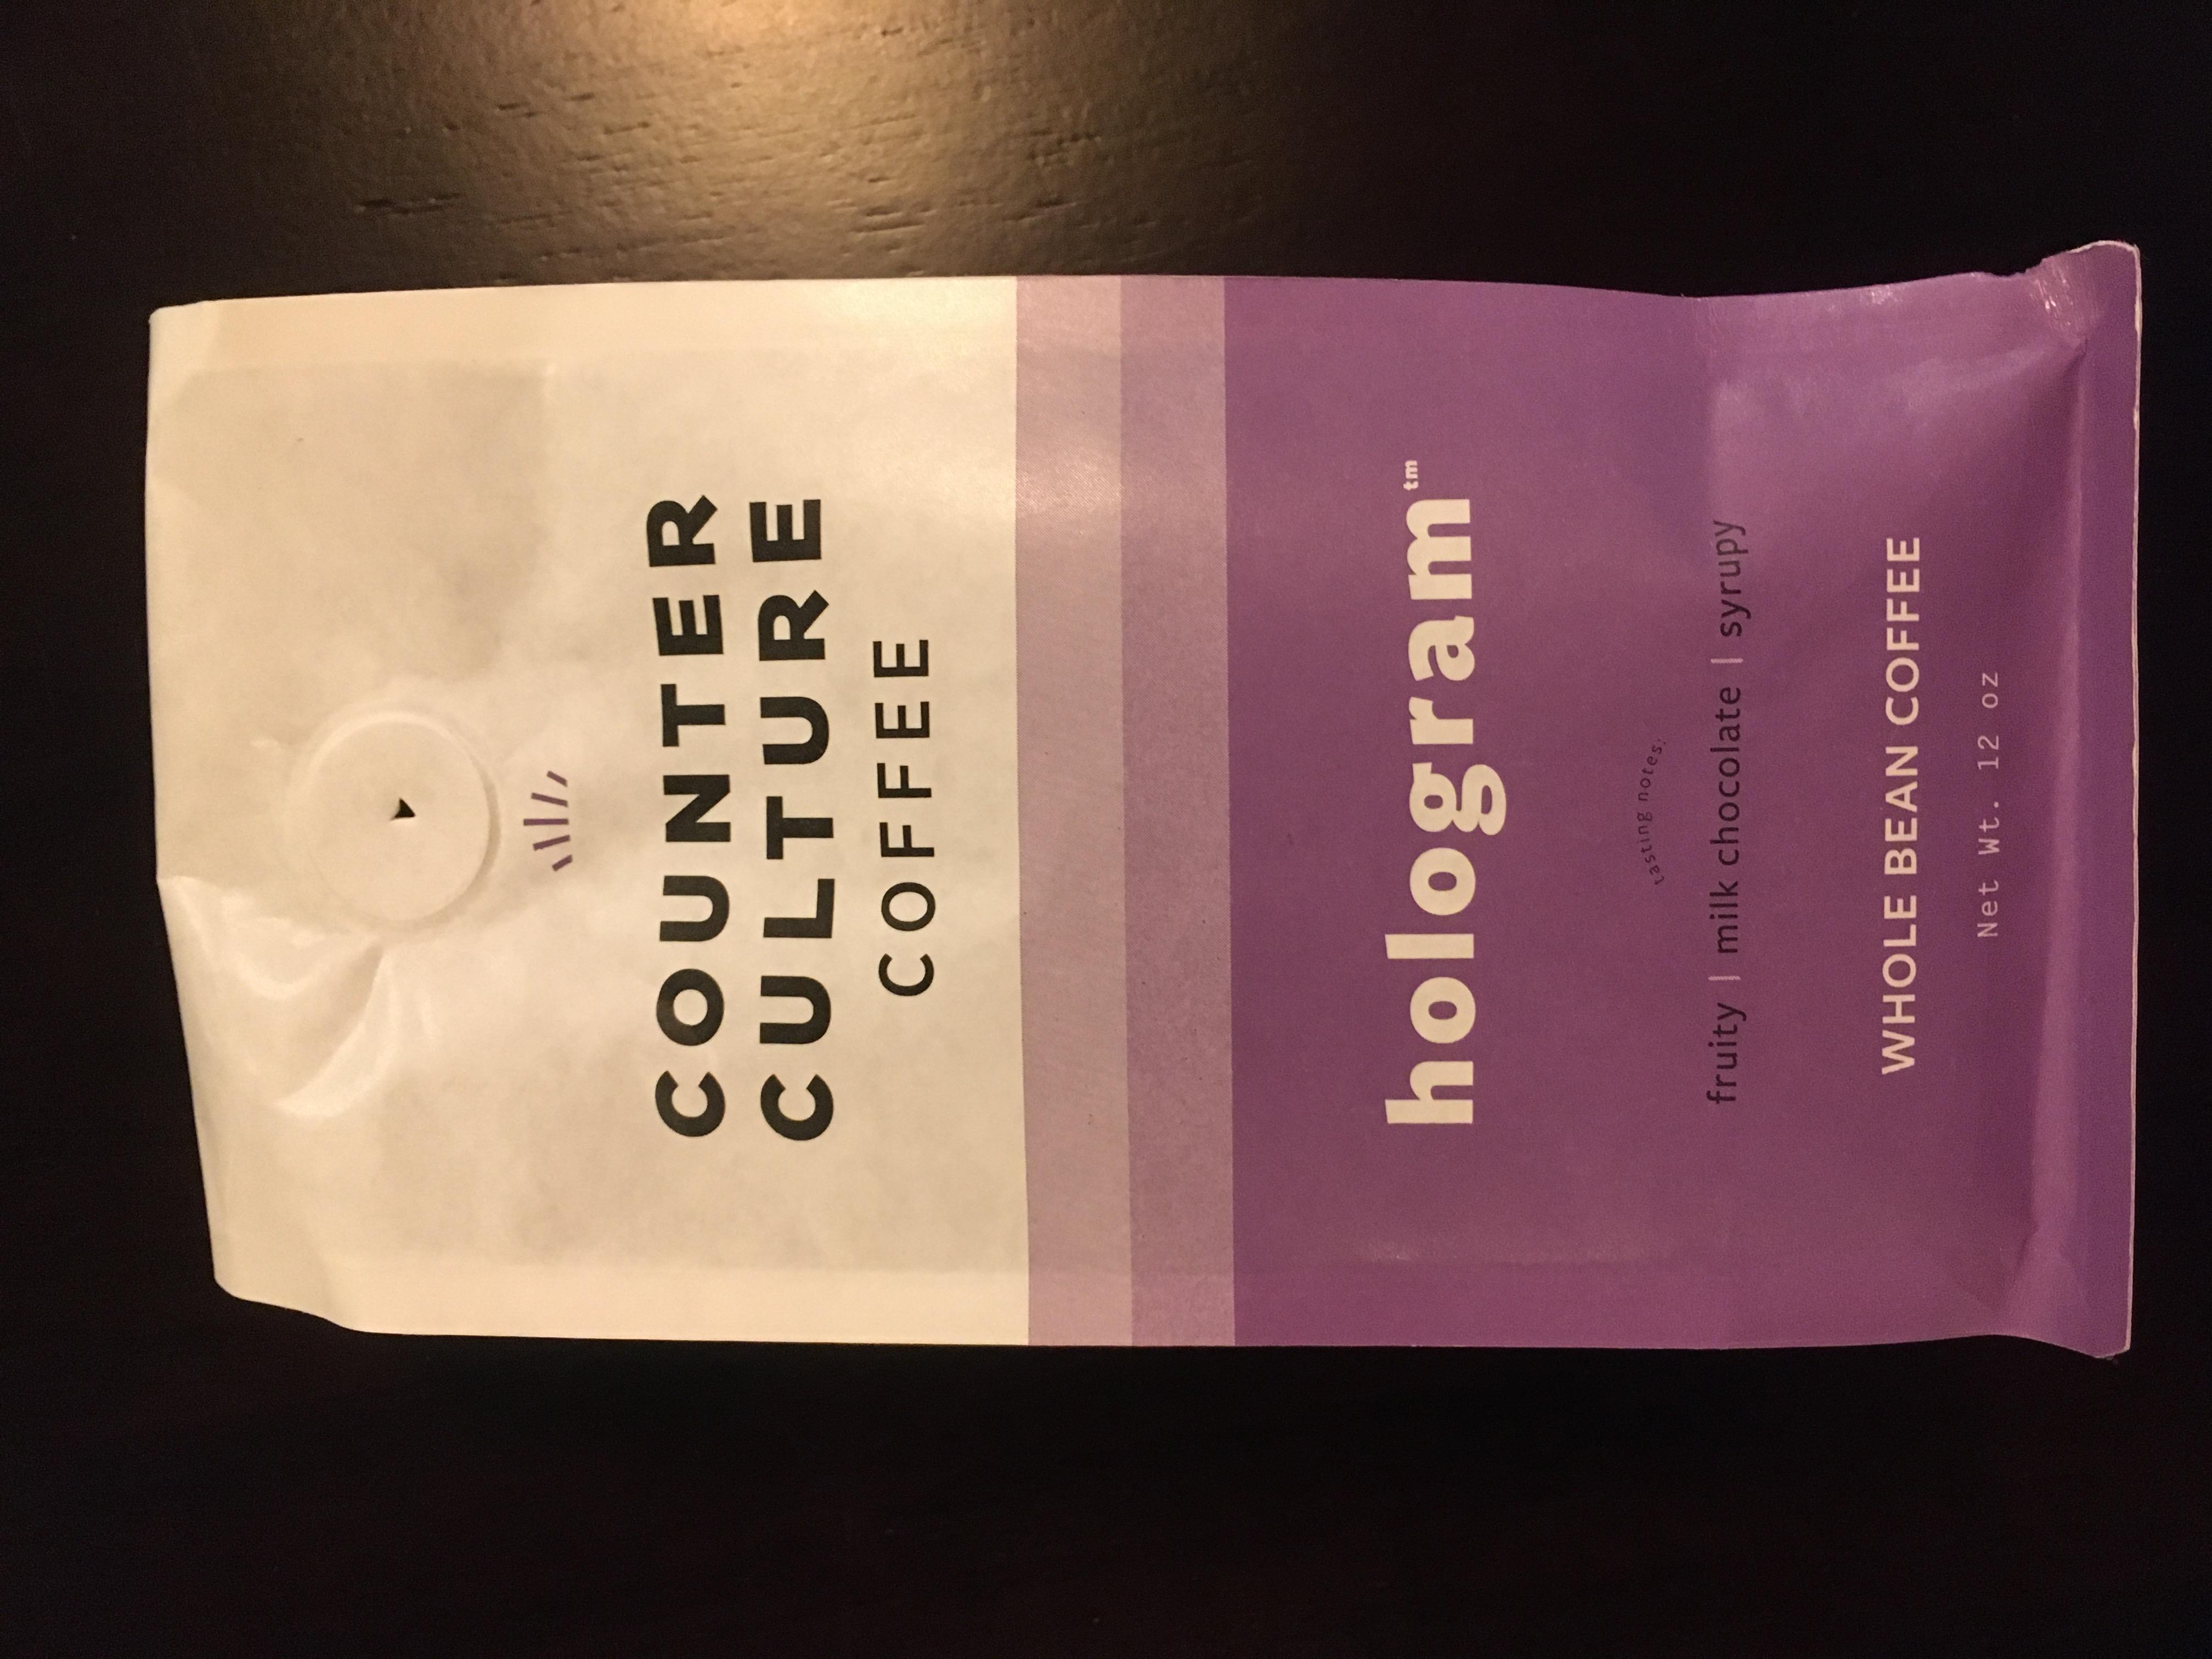 COUNTER
CULTURE
COFFEE
hologram™
tasting notes:
fruity | milk chocolate | syrupy
WHOLE BEAN COFFEE
Net Wt. 12 oz